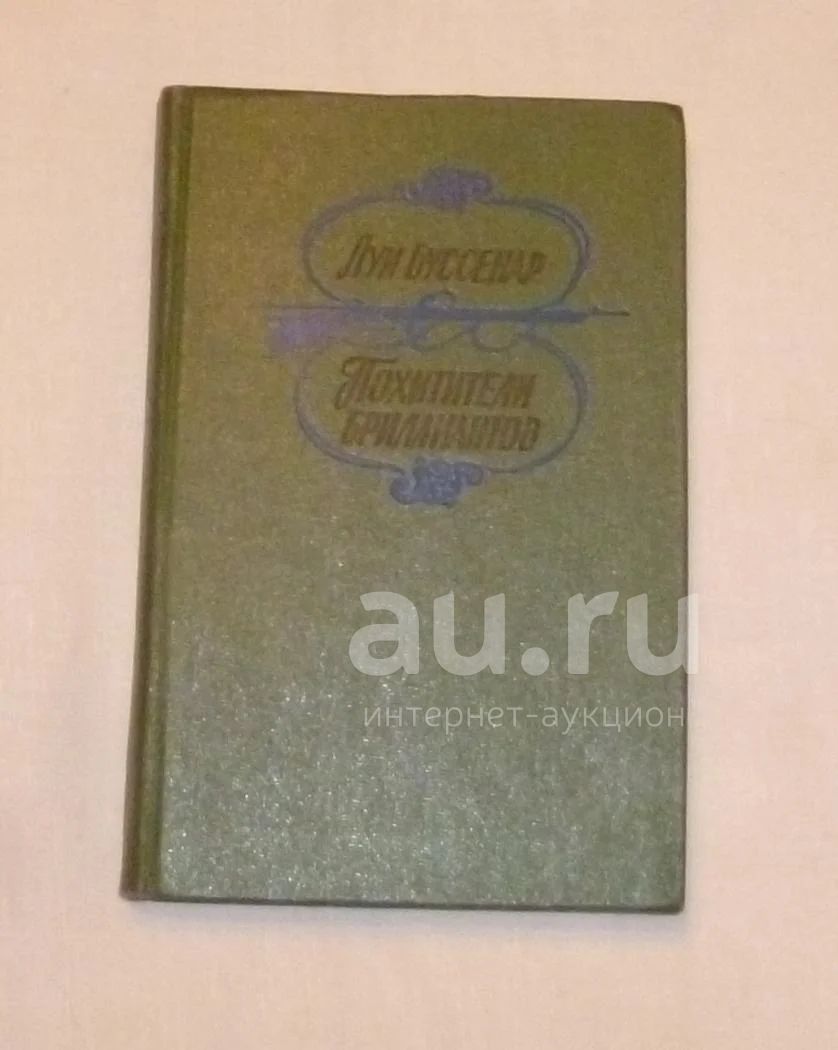 Луи Буссенар
Похитители
бриллиантов
au.ru
интернет-аукцион